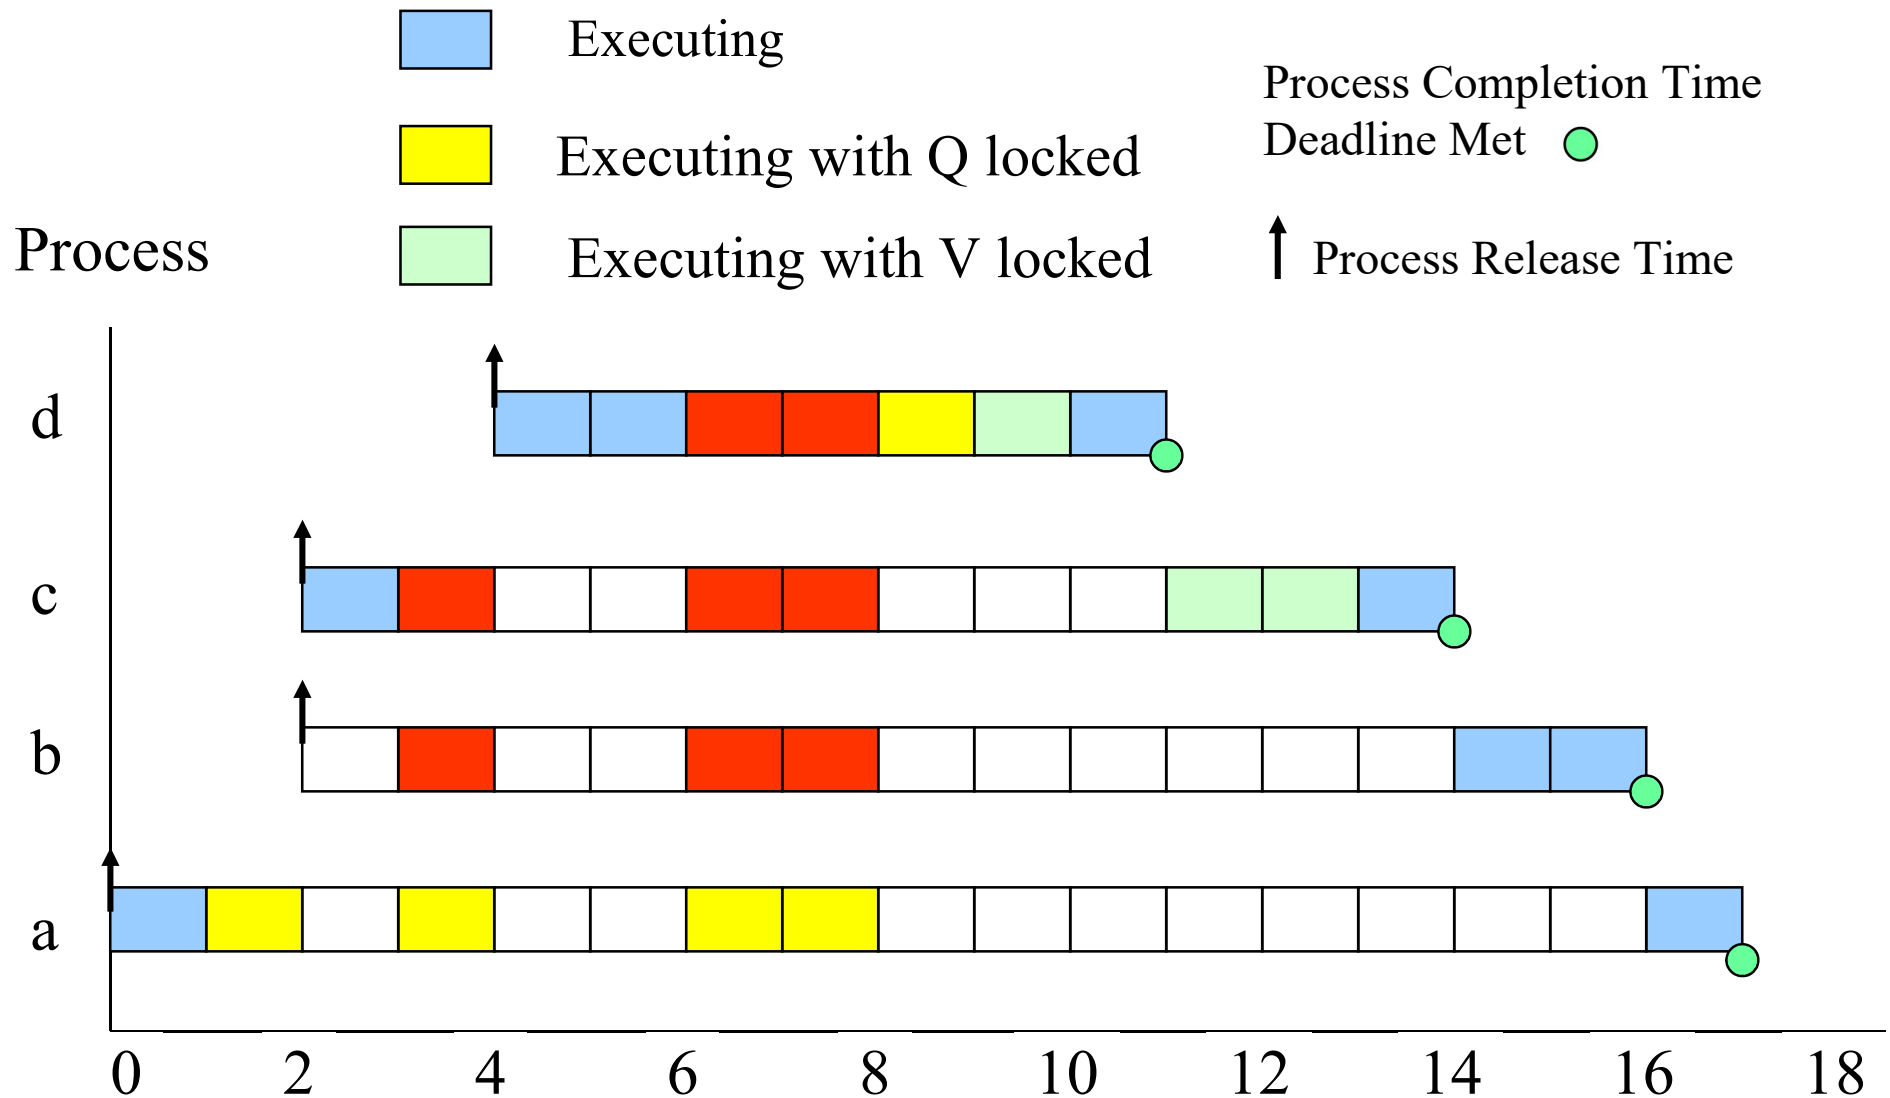 Executing
Process Completion Time
Deadline Met
Executing with Q locked
Process
Executing with V locked
Process Release Time
d
c
b
a
0 2 4 6 8 10 12 14 16 18